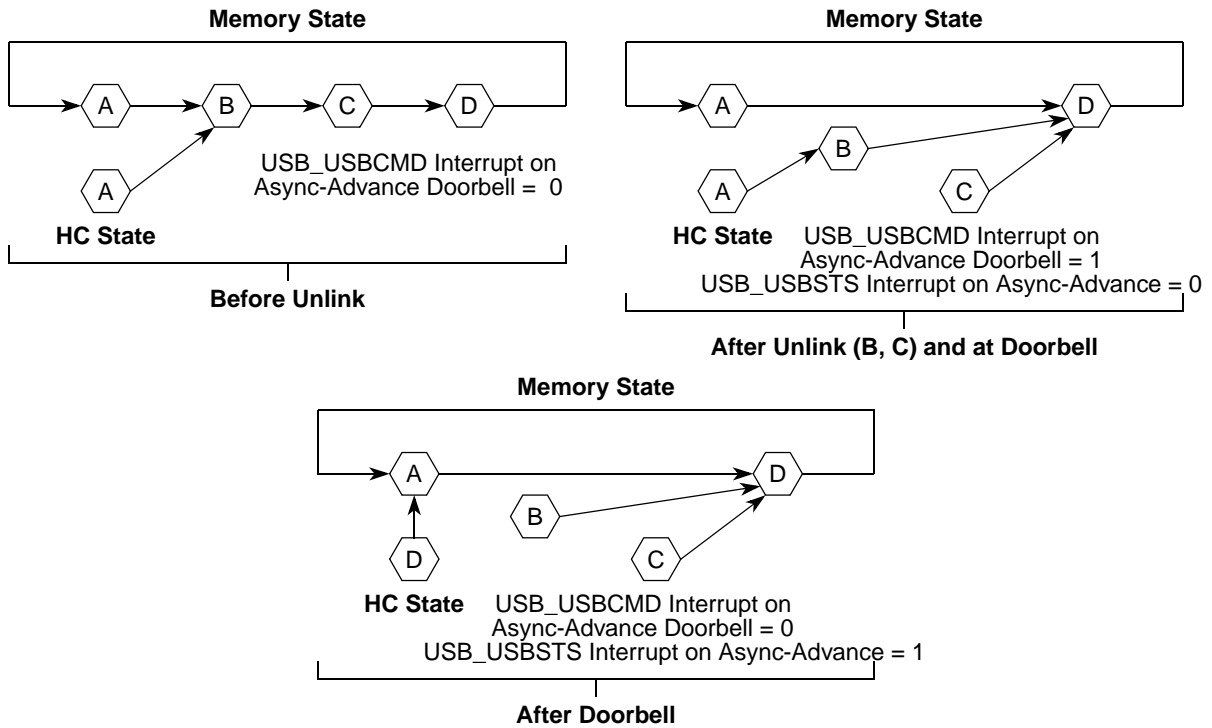 Memory State
A
B
C
D
A
USB_USBCMD Interrupt on
Async-Advance Doorbell = 0
HC State
Before Unlink
Memory State
A
D
B
A
C
HC State
USB_USBCMD Interrupt on
Async-Advance Doorbell = 1
USB_USBSTS Interrupt on Async-Advance = 0
After Unlink (B, C) and at Doorbell
Memory State
A
D
B
D
C
HC State
USB_USBCMD Interrupt on
Async-Advance Doorbell = 0
USB_USBSTS Interrupt on Async-Advance = 1
After Doorbell